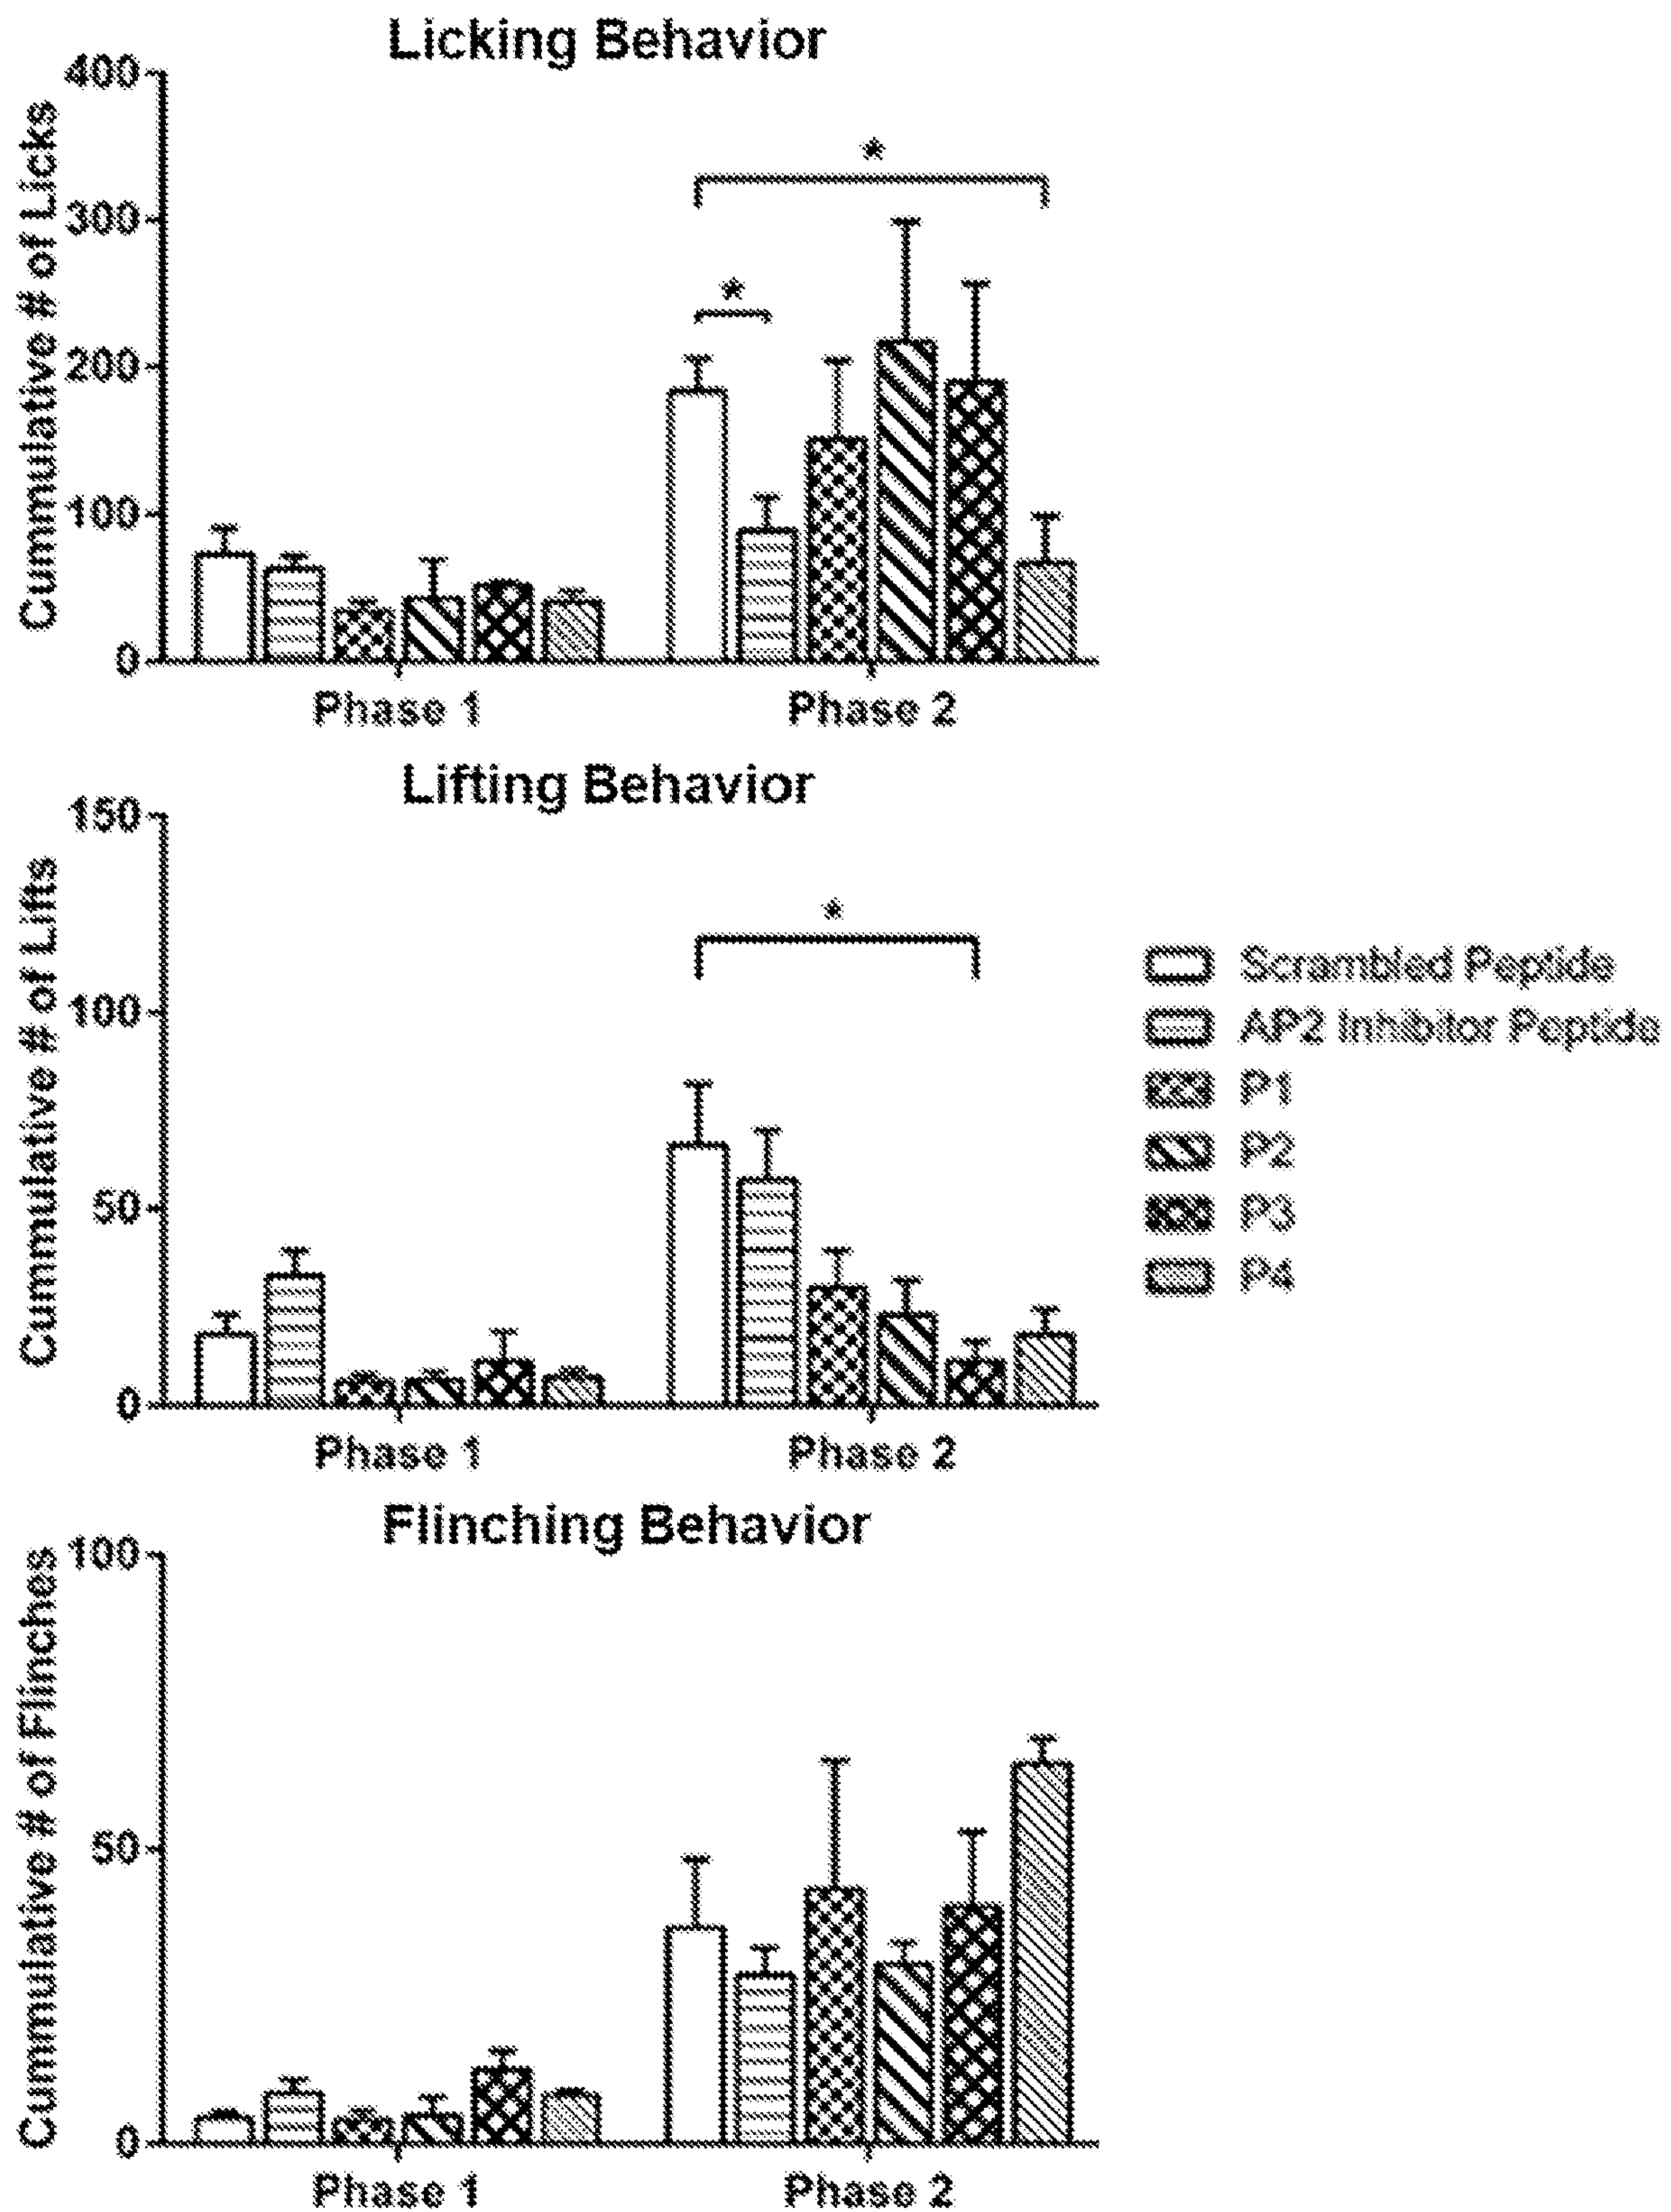 Licking Behavior
Cummulative # of Licks
400
300
200
100
0
*
*
Phase 1
Phase 2
Lifting Behavior
Cummulative # of Lifts
150
100
50
0
*
Phase 1
Phase 2
Scrambled Peptide
AP2 Inhibitor Peptide
P1
P2
P3
P4
Flinching Behavior
Cummulative # of Flinches
100
50
0
Phase 1
Phase 2